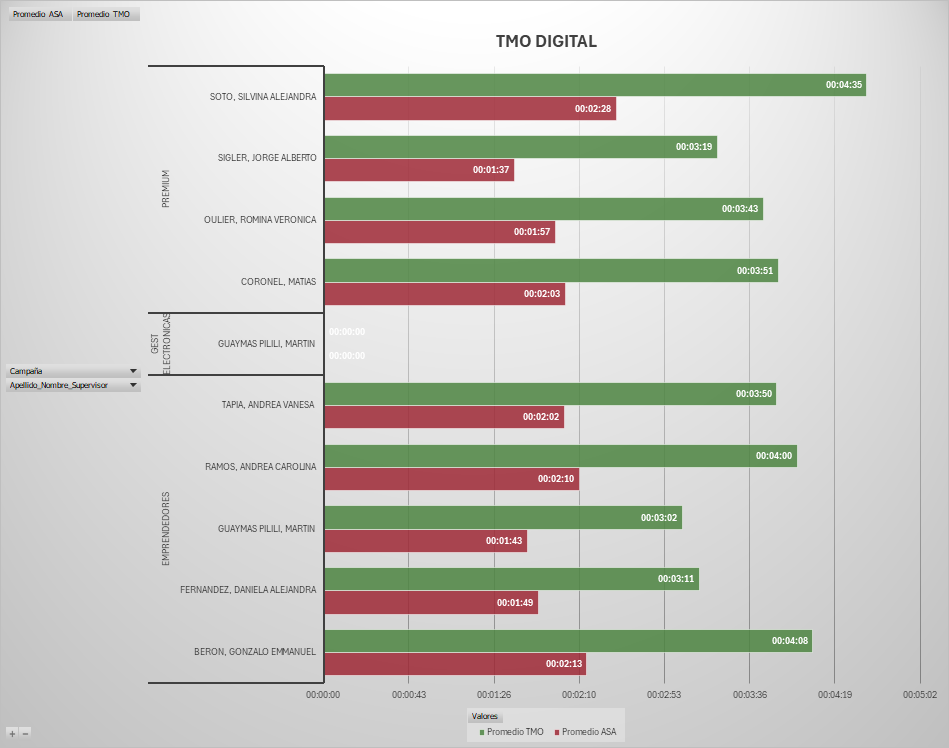 Promedio ASA Promedio TMO
TMO DIGITAL
PREMIUM
SOTO, SILVINA ALEJANDRA
00:04:35
00:02:28
SIGLER, JORGE ALBERTO
00:03:19
00:01:37
OULIER, ROMINA VERONICA
00:03:43
00:01:57
CORONEL, MATIAS
00:03:51
00:02:03
GEST
ELECTRONICAS
GUAYMAS PILILI, MARTIN
00:00:00
00:00:00
Campaña
Apellido_Nombre_Supervisor
EMPRENDEDORES
TAPIA, ANDREA VANESA
00:03:50
00:02:02
RAMOS, ANDREA CAROLINA
00:04:00
00:02:10
GUAYMAS PILILI, MARTIN
00:03:02
00:01:43
FERNANDEZ, DANIELA ALEJANDRA
00:03:11
00:01:49
BERON, GONZALO EMMANUEL
00:04:08
00:02:13
00:00:00 00:00:43 00:01:26 00:02:10 00:02:53 00:03:36 00:04:19 00:05:02
Valores
Promedio TMO Promedio ASA
+ −